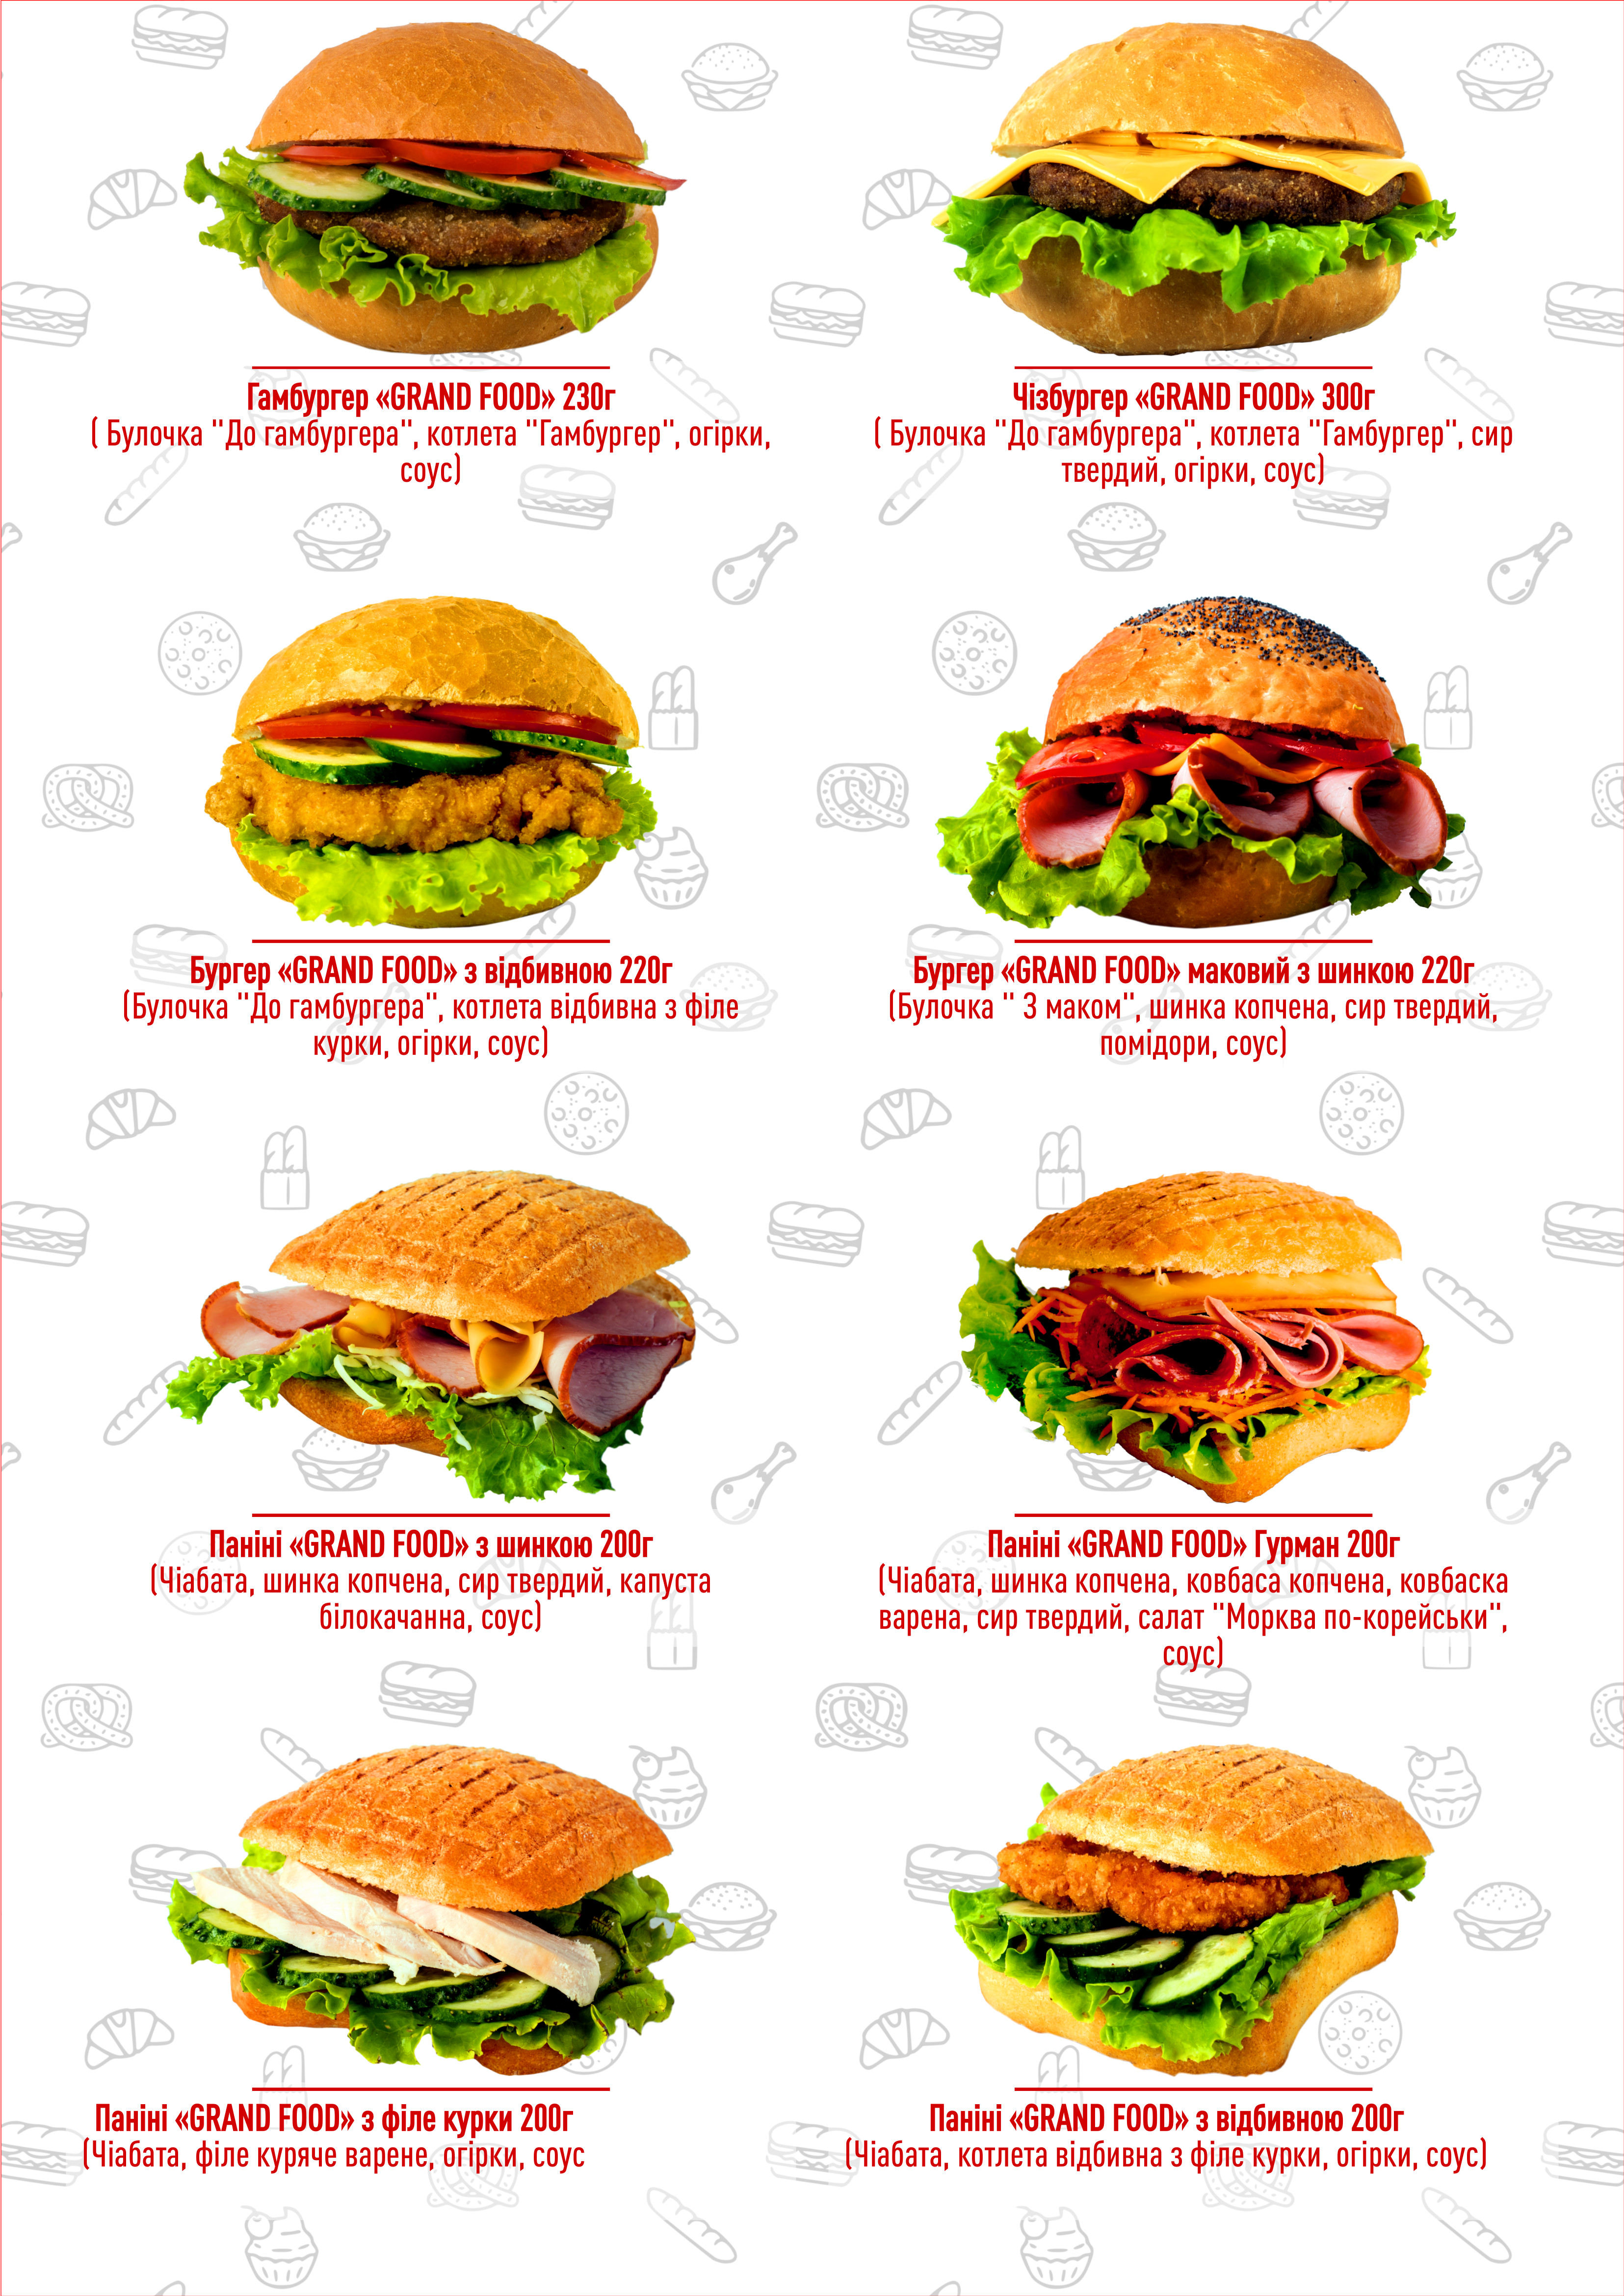 Гамбургер «GRAND FOOD» 230г
( Булочка "До гамбургера", котлета "Гамбургер", огірки,
соус)
Чізбургер «GRAND FOOD» 300г
( Булочка "До гамбургера", котлета "Гамбургер", сир
твердий, огірки, соус)
Бургер «GRAND FOOD» з відбивною 220г
(Булочка "До гамбургера", котлета відбивна з філе
курки, огірки, соус)
Бургер «GRAND FOOD» маковий з шинкою 220г
(Булочка " З маком", шинка копчена, сир твердий,
помідори, соус)
Паніні «GRAND FOOD» з шинкою 200г
(Чіабата, шинка копчена, сир твердий, капуста
білокачанна, соус)
Паніні «GRAND FOOD» Гурман 200г
(Чіабата, шинка копчена, ковбаса копчена, ковбаска
варена, сир твердий, салат "Морква по-корейськи",
соус)
Паніні «GRAND FOOD» з філе курки 200г
(Чіабата, філе куряче варене, огірки, соус
Паніні «GRAND FOOD» з відбивною 200г
(Чіабата, котлета відбивна з філе курки, огірки, соус)